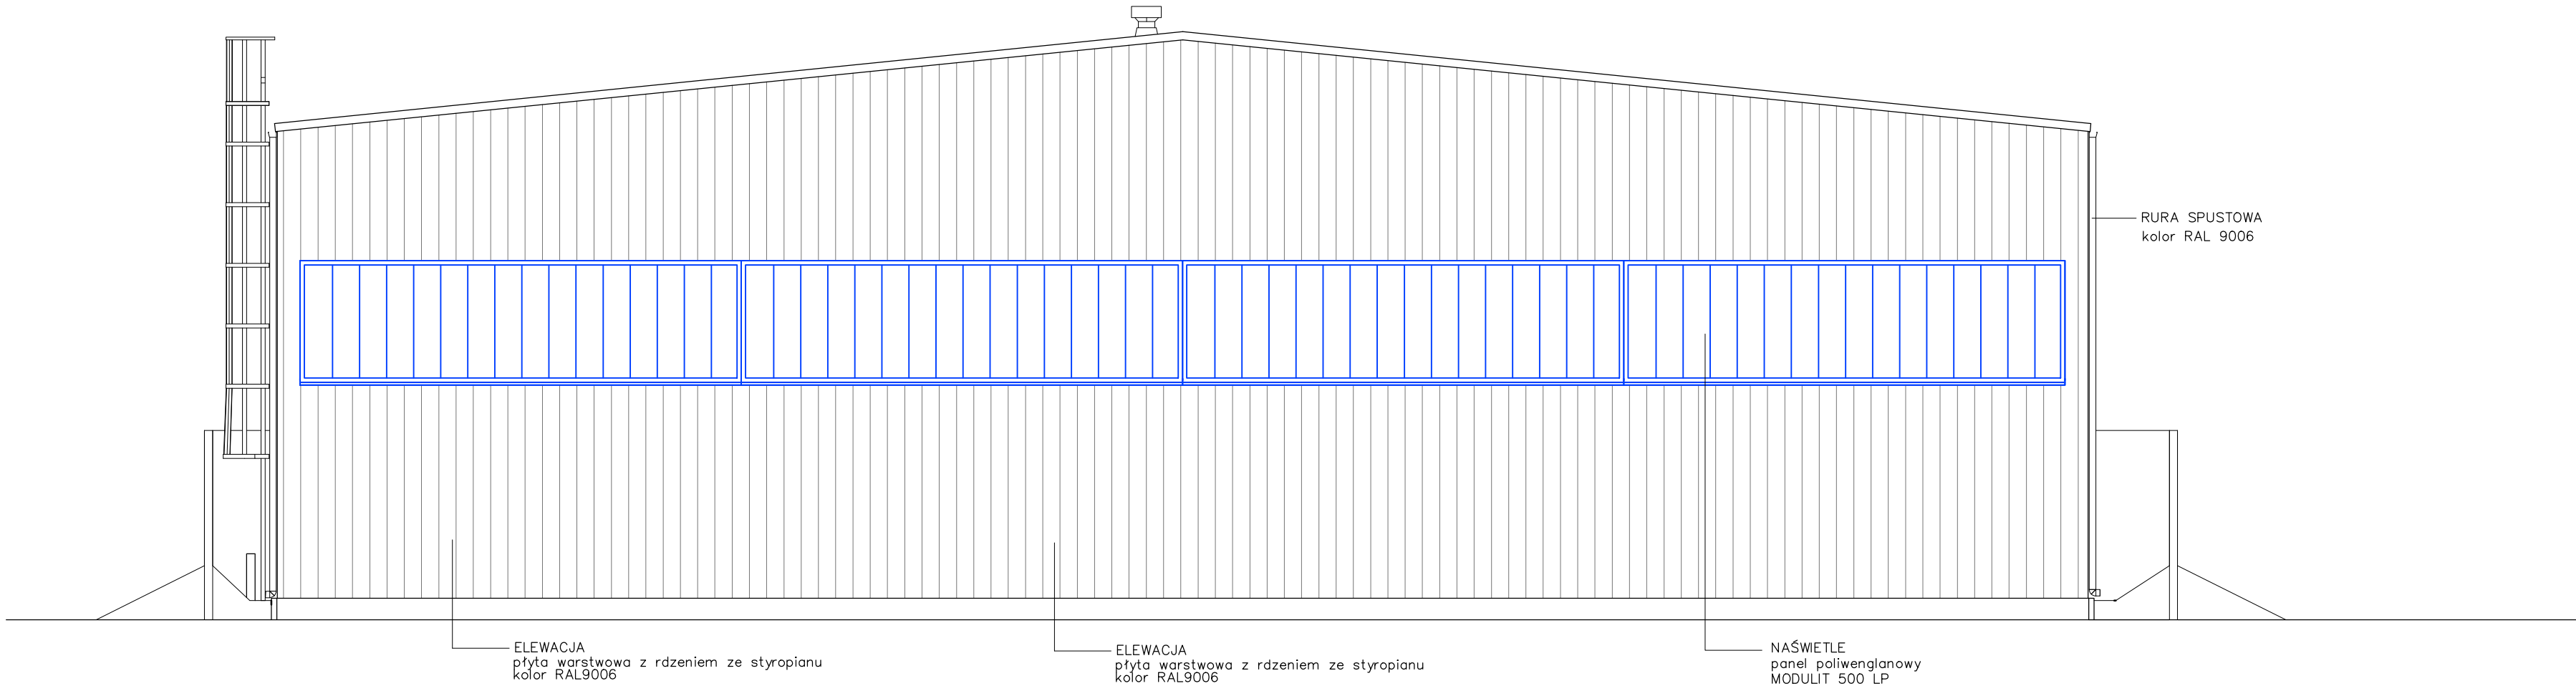 RURA SPUSTOWA
kolor RAL 9006
ELEWACJA
płyta warstwowa z rdzeniem ze styropianu
kolor RAL9006
ELEWACJA
płyta warstwowa z rdzeniem ze styropianu
kolor RAL9006
NAŚWIETLE
panel poliwenglanowy
MODULIT 500 LP